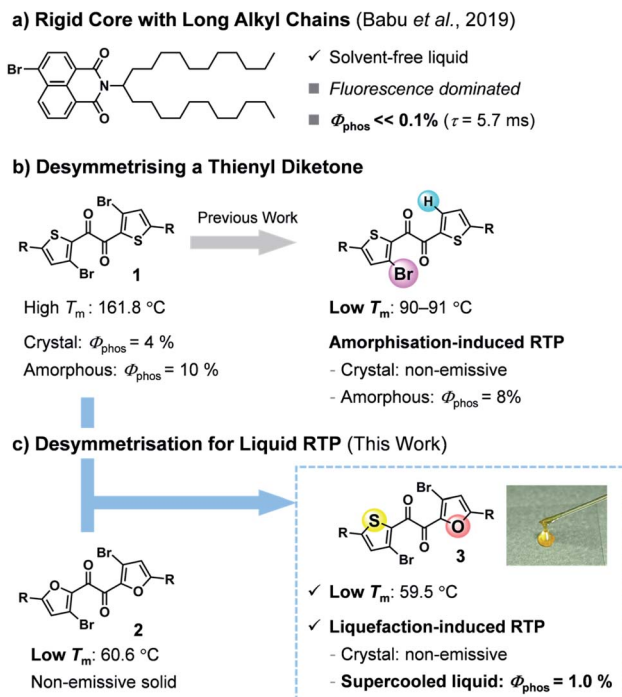 a) Rigid Core with Long Alkyl Chains (Babu et al., 2019)
Br
O
N
O
✓ Solvent-free liquid
■ Fluorescence dominated
■ Φphos << 0.1% (τ = 5.7 ms)
b) Desymmetrising a Thienyl Diketone
Br
O
S
R
R
S
O
Br
1
Previous Work
H
O
S
R
R
S
O
Br
High Tm: 161.8 °C
Crystal: Φphos = 4 %
Amorphous: Φphos = 10 %
Low Tm: 90–91 °C
Amorphisation-induced RTP
- Crystal: non-emissive
- Amorphous: Φphos = 8%
c) Desymmetrisation for Liquid RTP (This Work)
Br
O
S
R
R
O
O
Br
3
Br
O
O
R
R
O
O
Br
2
Low Tm: 60.6 °C
Non-emissive solid
✓ Low Tm: 59.5 °C
✓ Liquefaction-induced RTP
- Crystal: non-emissive
- Supercooled liquid: Φphos = 1.0 %